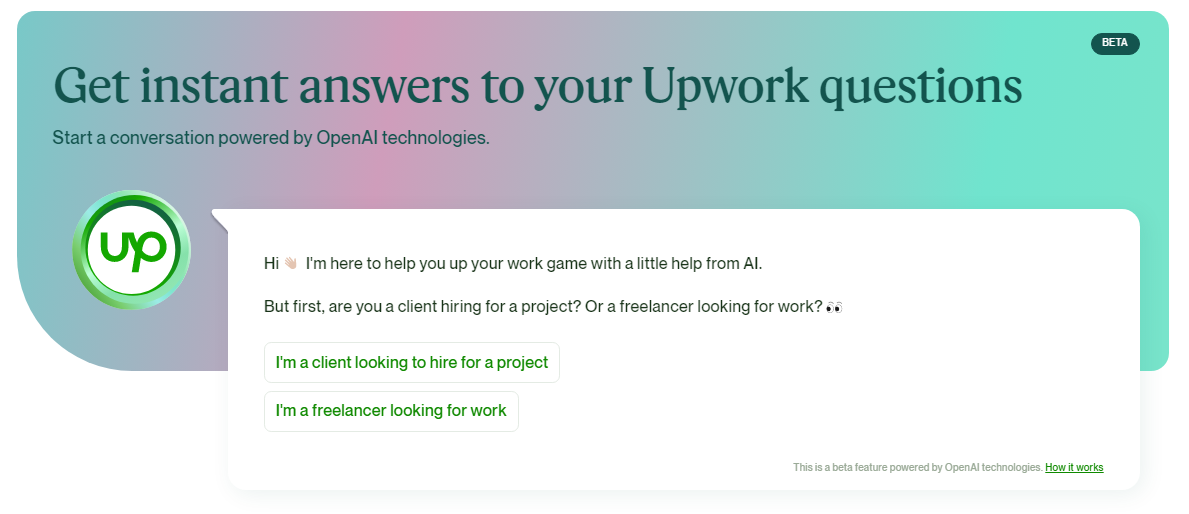 BETA
Get instant answers to your Upwork questions
Start a conversation powered by OpenAI technologies.
up
Hi 👋🏼 I'm here to help you up your work game with a little help from AI.
But first, are you a client hiring for a project? Or a freelancer looking for work? 👀
I'm a client looking to hire for a project
I'm a freelancer looking for work
This is a beta feature powered by OpenAI technologies. How it works